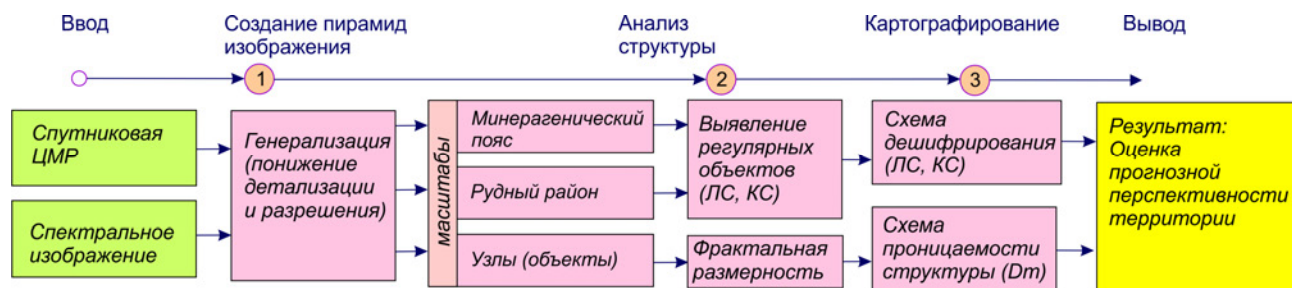 Ввод
Создание пирамид
изображения
Анализ
структуры
Картографирование
Вывод
1
2
3
Спутниковая
ЦМР
Спектральное
изображение
Генерализация
(понижение
детализации
и разрешения)
масштабы
Минерагенический
пояс
Рудный район
Узлы (объекты)
Выявление
регулярных
объектов
(ЛС, КС)
Фрактальная
размерность
Схема
дешифрирования
(ЛС, КС)
Схема
проницаемости
структуры (Dm)
Результат:
Оценка
прогнозной
перспективности
территории